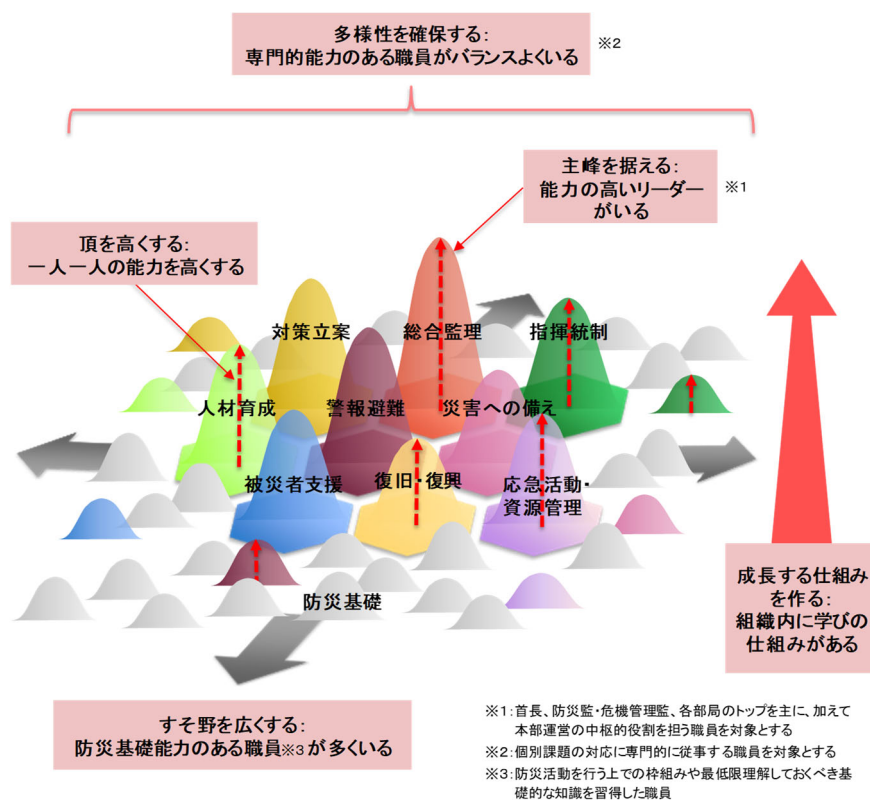 多様性を確保する:
専門的能力のある職員がバランスよくいる
※2
主峰を据える:
能力の高いリーダー
がいる
※1
頂を高くする:
一人一人の能力を高くする
対策立案
総合監理
指揮統制
人材育成
警報避難
災害への備え
被災者支援
復旧・復興
応急活動・
資源管理
防災基礎
成長する仕組み
を作る:
組織内に学びの
仕組みがある
すそ野を広くする:
防災基礎能力のある職員※3が多くいる
※1:首長、防災監・危機管理監、各部局のトップを主に、加えて
本部運営の中枢的役割を担う職員を対象とする
※2:個別課題の対応に専門的に従事する職員を対象とする
※3:防災活動を行う上での枠組みや最低限理解しておくべき
基礎的な知識を習得した職員